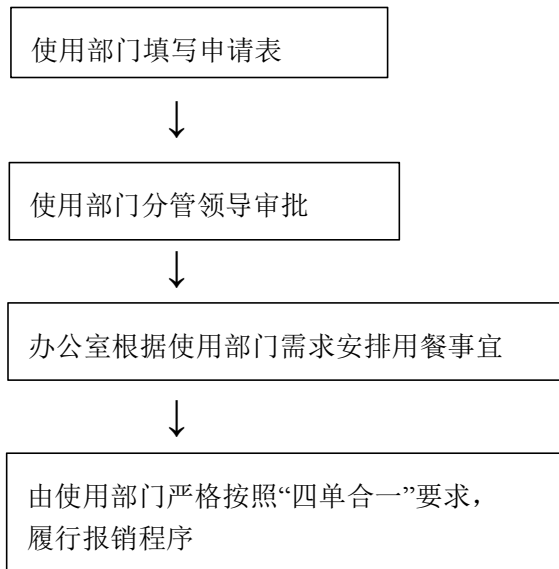 使用部门填写申请表
↓
使用部门分管领导审批
↓
办公室根据使用部门需求安排用餐事宜
↓
由使用部门严格按照“四单合一”要求，
履行报销程序